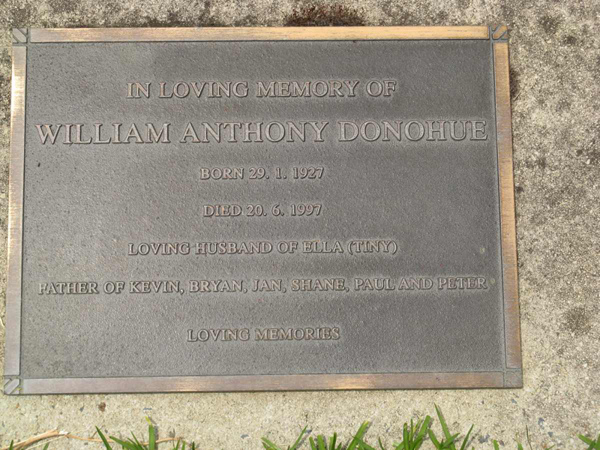 IN LOVING MEMORY OF
WILLIAM ANTHONY DONOHUE
BORN 29. 1. 1927
DIED 20. 6. 1997
LOVING HUSBAND OF ELLA (TINY)
FATHER OF KEVIN, BRYAN, JAN, SHANE, PAUL AND PETER
LOVING MEMORIES